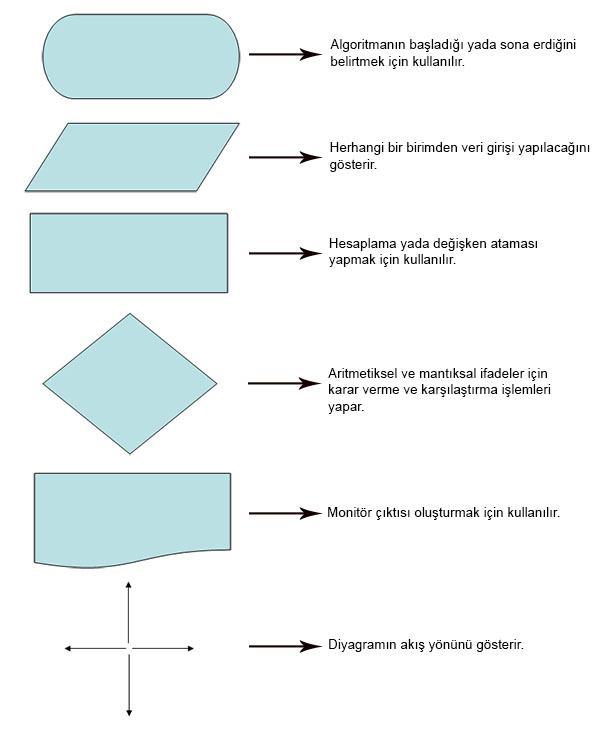 Algoritmanın başladığı yada sona erdiğini
belirtmek için kullanılır.
Herhangi bir birimden veri girişi yapılacağını
gösterir.
Hesaplama yada değişken ataması
yapmak için kullanılır.
Aritmetiksel ve mantıksal ifadeler için
karar verme ve karşılaştırma işlemleri
yapar.
Monitör çıktısı oluşturmak için kullanılır.
Diyagramın akış yönünü gösterir.